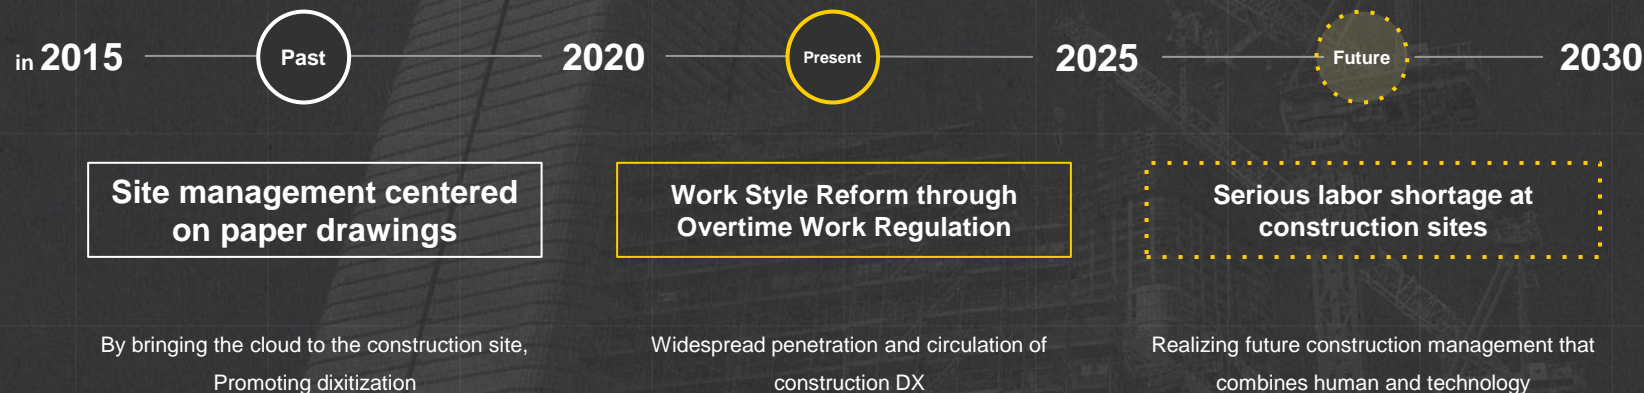 in 2015 Past 2020 Present 2025 Future 2030
Site management centered
on paper drawings
Work Style Reform through
Overtime Work Regulation
Serious labor shortage at
construction sites
By bringing the cloud to the construction site,
Promoting dixitization
Widespread penetration and circulation of
construction DX
Realizing future construction management that
combines human and technology